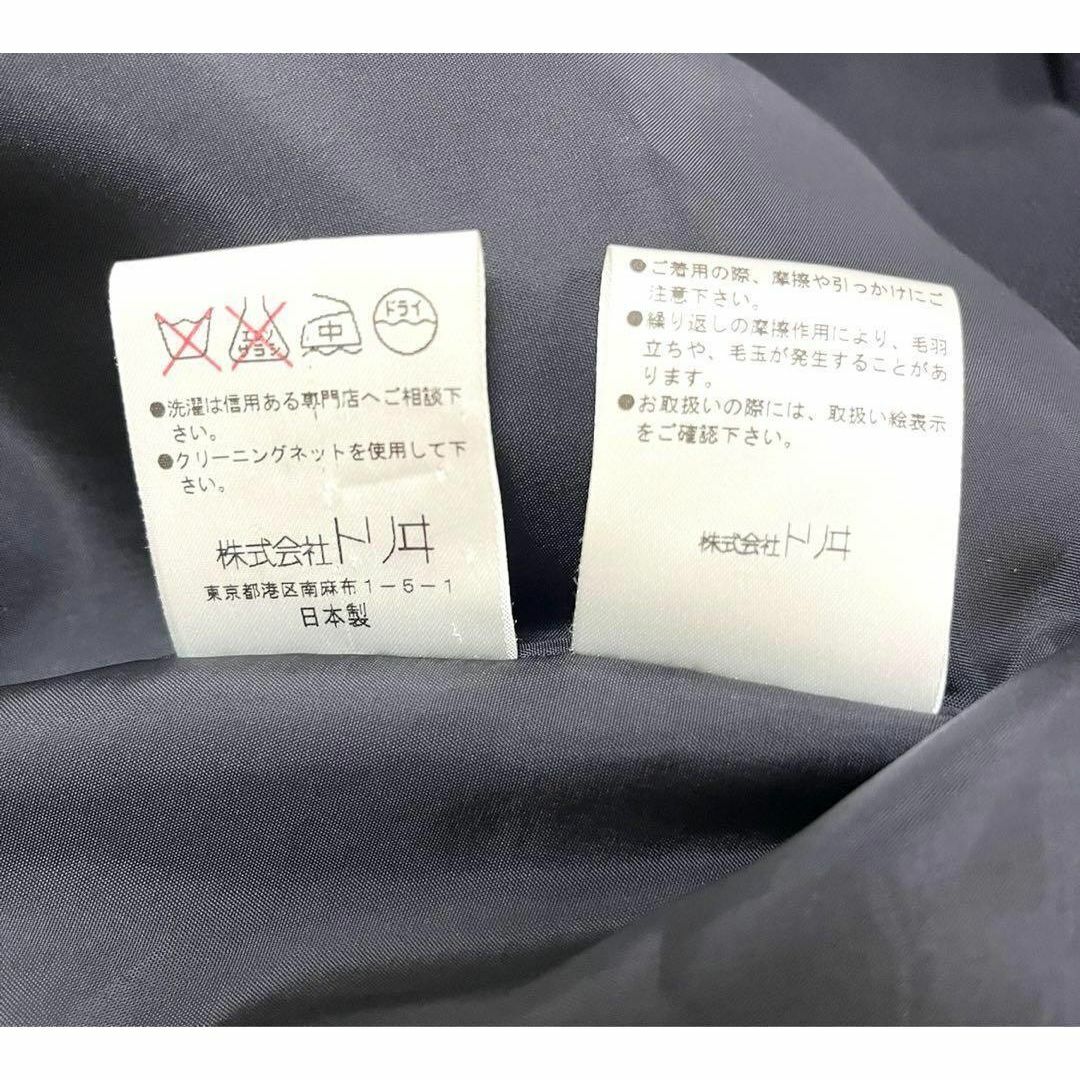 エンソ
サラシ
中
ドライ
●洗濯は信用ある専門店へご相談下
さい。
●クリーニングネットを使用して下
さい。
株式会社トリヰ
東京都港区南麻布1-5-1
日本製
●ご着用の際、摩擦や引っかけにご
注意下さい。
●繰り返しの摩擦作用により、毛羽
立ちや、毛玉が発生することがあ
ります。
●お取扱いの際には、取扱い絵表示
をご確認下さい。
株式会社トリヰ